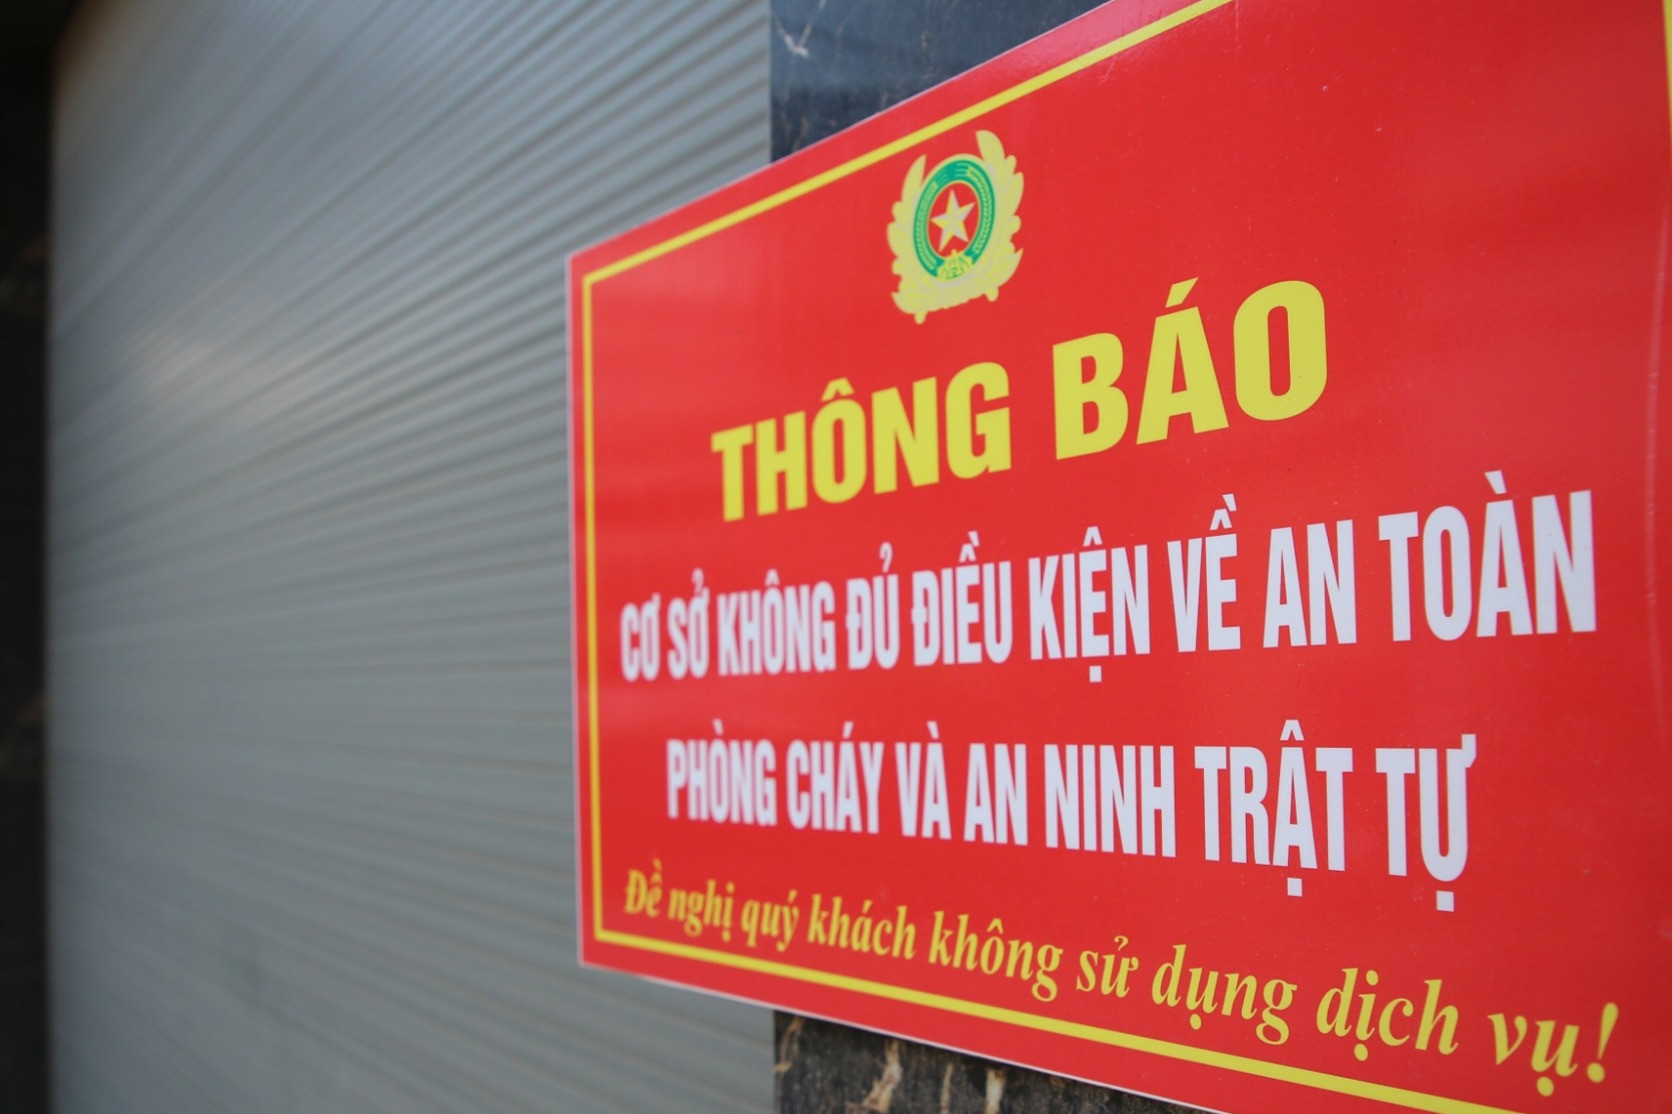 THÔNG BÁO
CƠ SỞ KHÔNG ĐỦ ĐIỀU KIỆN VỀ AN TOÀN
PHÒNG CHÁY VÀ AN NINH TRẬT TỰ
Đề nghị quý khách không sử dụng dịch vụ!